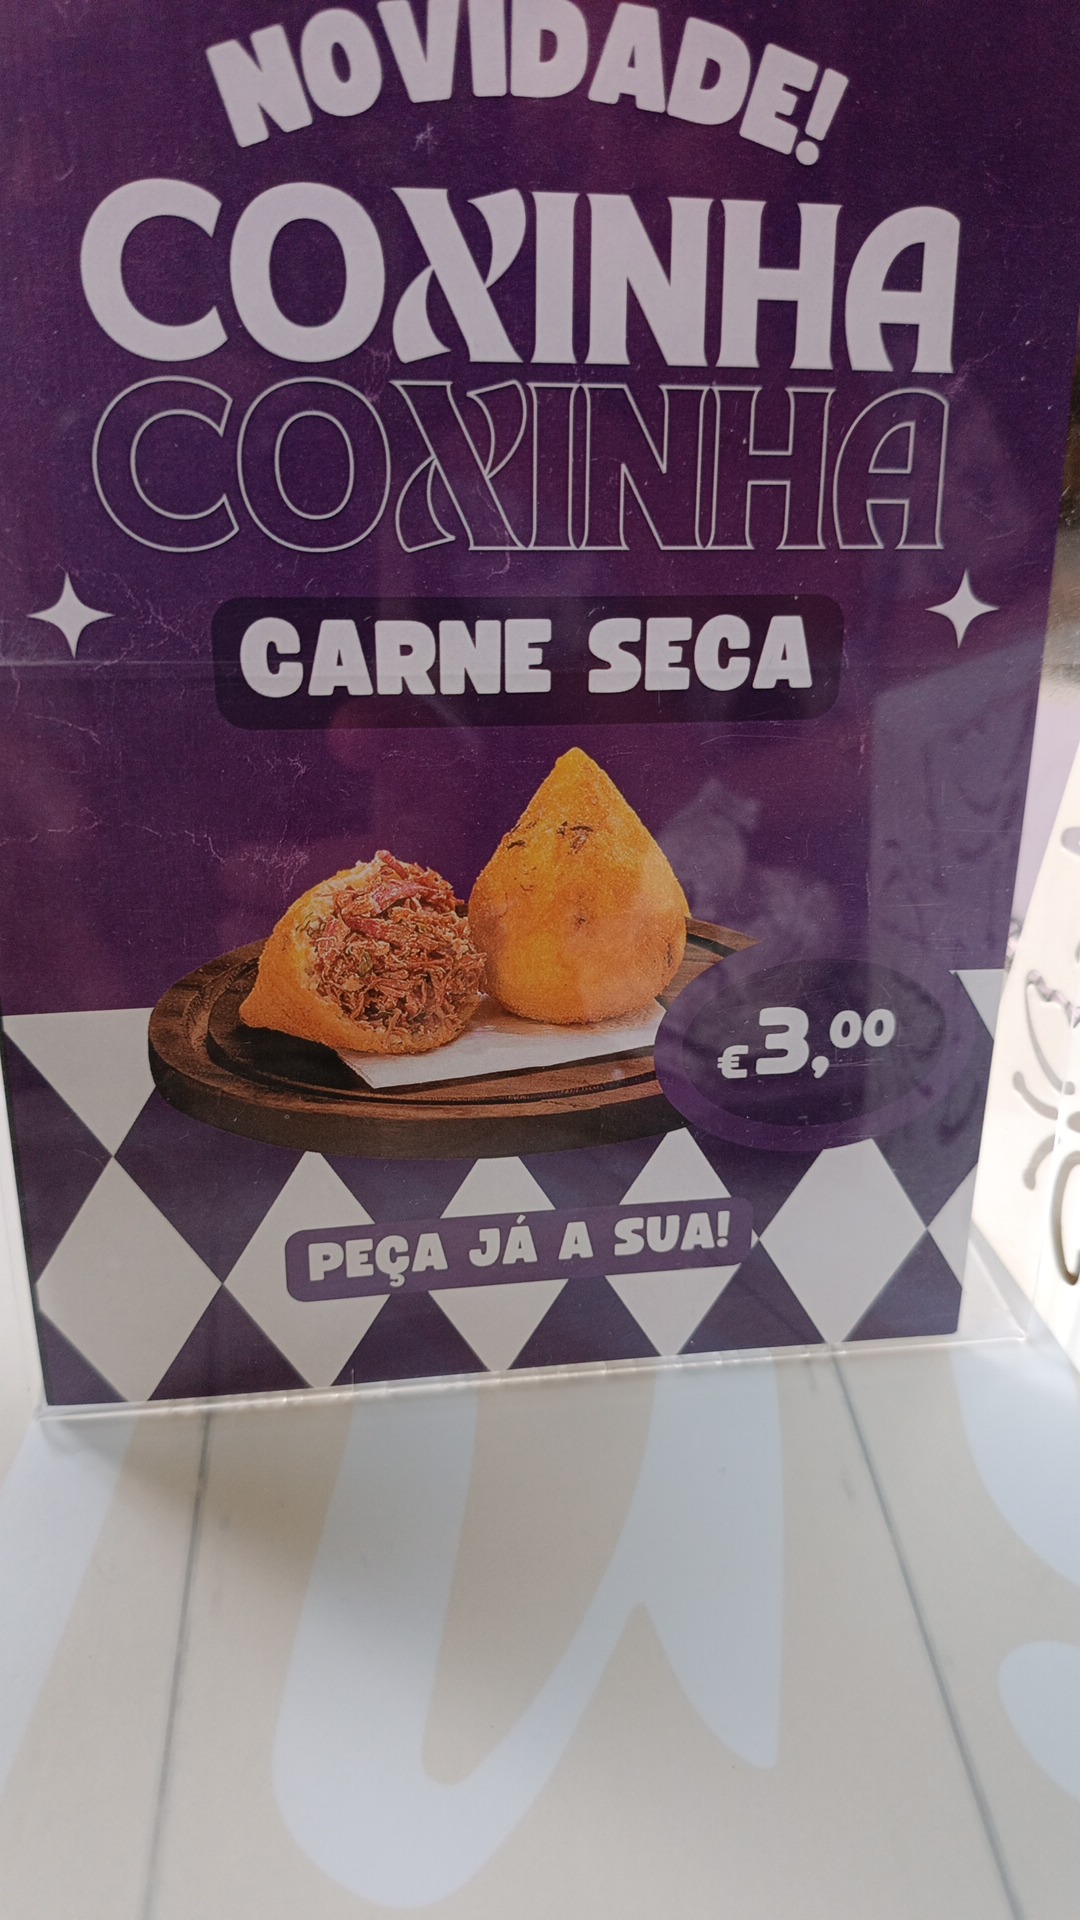 NOVIDADE!
COXINHA
COXINHA
CARNE SECA
€3,00
PEÇA JÁ A SUA!